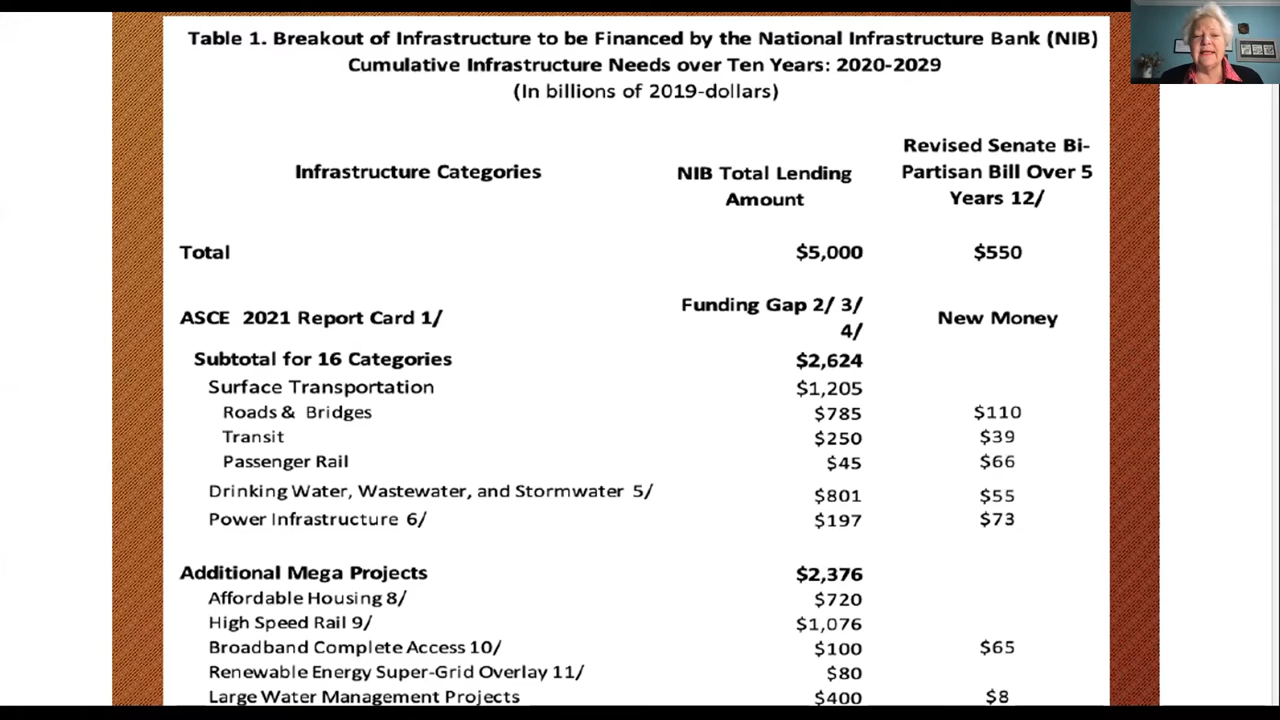 Table 1. Breakout of Infrastructure to be Financed by the National Infrastructure Bank (NIB)
Cumulative Infrastructure Needs over Ten Years: 2020-2029
(In billions of 2019-dollars)
Infrastructure Categories NIB Total Lending Amount Revised Senate Bi-Partisan Bill Over 5 Years 12/
Total $5,000 $550
ASCE 2021 Report Card 1/ Funding Gap 2/ 3/ 4/ New Money
Subtotal for 16 Categories $2,624
Surface Transportation $1,205
Roads & Bridges $785 $110
Transit $250 $39
Passenger Rail $45 $66
Drinking Water, Wastewater, and Stormwater 5/ $801 $55
Power Infrastructure 6/ $197 $73
Additional Mega Projects $2,376
Affordable Housing 8/ $720
High Speed Rail 9/ $1,076
Broadband Complete Access 10/ $100 $65
Renewable Energy Super-Grid Overlay 11/ $80
Large Water Management Projects $400 $8